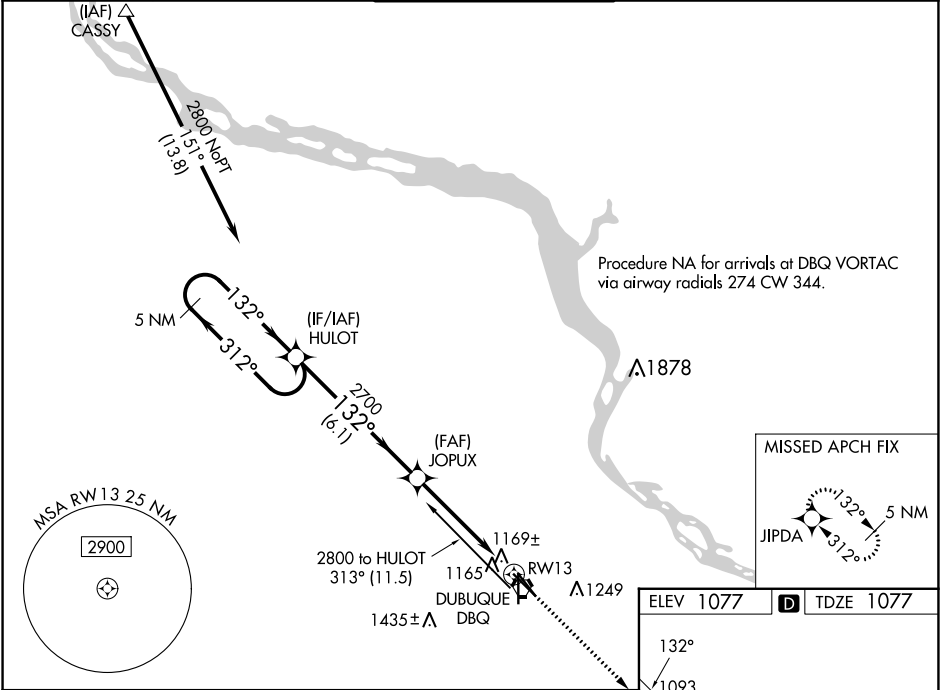 (IAF)
CASSY
2800 NoPT
151°
(13.8)
Procedure NA for arrivals at DBQ VORTAC
via airway radials 274 CW 344.
132°
5 NM
312°
(IF/IAF)
HULOT
2700
132°
(6.1)
1878
(FAF)
JOPUX
MISSED APCH FIX
132°
5 NM
JIPDA
312°
MSA RW13 25 NM
2900
1169±
2800 to HULOT
313° (11.5)
1165
RW13
DUBUQUE
DBQ
1249
1435±
ELEV 1077 D TDZE 1077
132°
1093